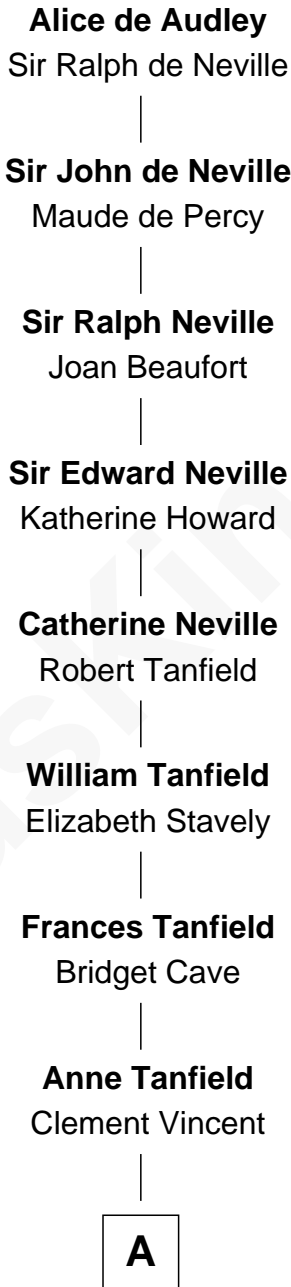 Alice de Audley
Sir Ralph de Neville
Sir John de Neville
Maude de Percy
Sir Ralph Neville
Joan Beaufort
Sir Edward Neville
Katherine Howard
Catherine Neville
Robert Tanfield
William Tanfield
Elizabeth Stavely
Frances Tanfield
Bridget Cave
Anne Tanfield
Clement Vincent
A